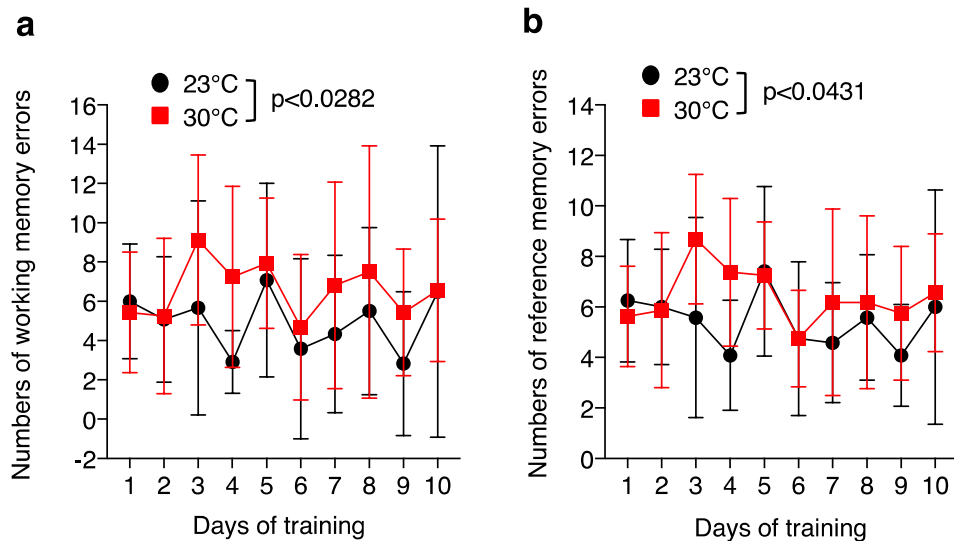 a
23°C
30°C
p<0.0282
Numbers of working memory errors
16
14
12
10
8
6
4
2
0
-2
1 2 3 4 5 6 7 8 9 10
Days of training
b
23°C
30°C
p<0.0431
Numbers of reference memory errors
14
12
10
8
6
4
2
0
1 2 3 4 5 6 7 8 9 10
Days of training